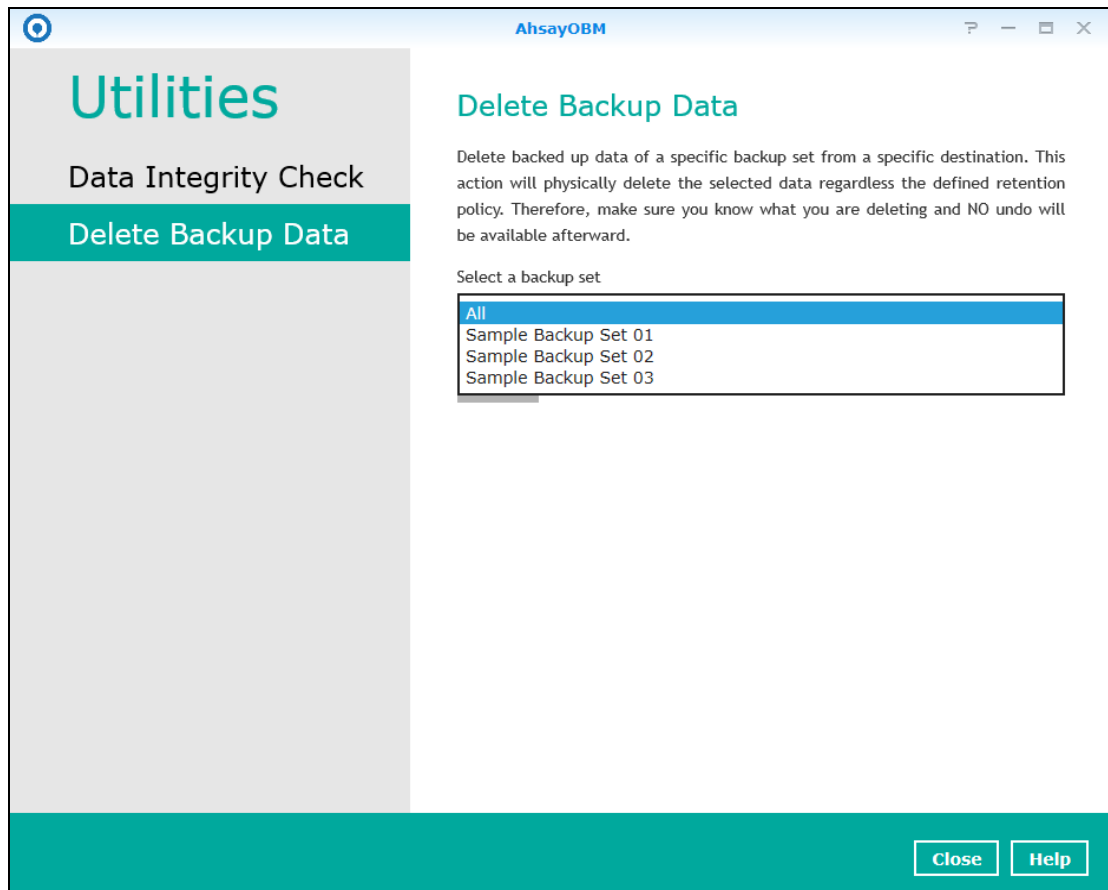 AhsayOBM
Utilities
Data Integrity Check
Delete Backup Data
Delete Backup Data
Delete backed up data of a specific backup set from a specific destination. This
action will physically delete the selected data regardless the defined retention
policy. Therefore, make sure you know what you are deleting and NO undo will
be available afterward.
Select a backup set
All
Sample Backup Set 01
Sample Backup Set 02
Sample Backup Set 03
Close
Help